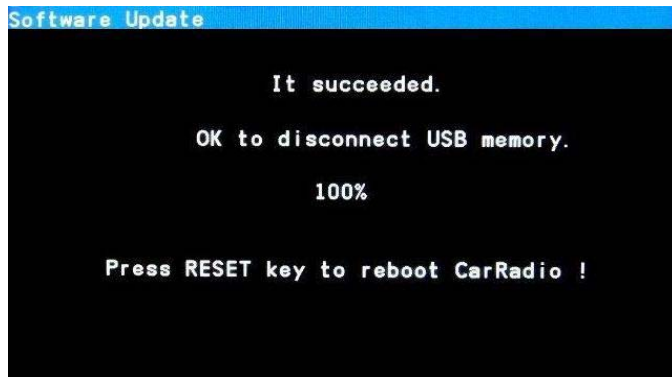 Software Update
It succeeded.
OK to disconnect USB memory.
100%
Press RESET key to reboot CarRadio !